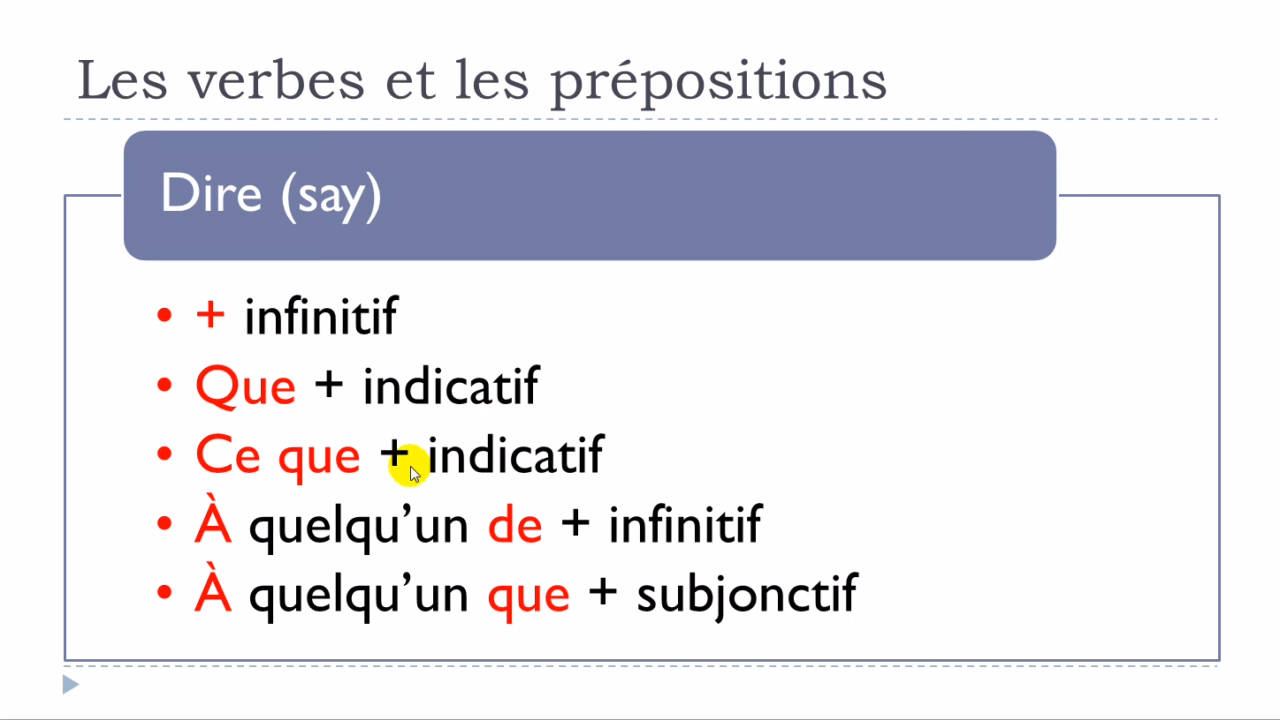 Les verbes et les prépositions
Dire (say)
• + infinitif
• Que + indicatif
• Ce que + indicatif
• À quelqu’un de + infinitif
• À quelqu’un que + subjonctif